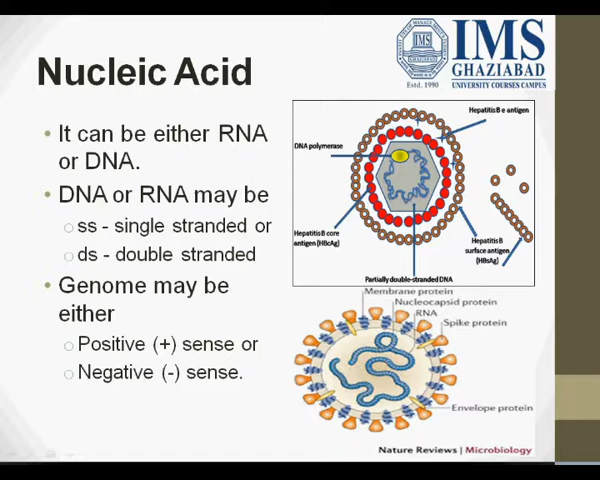 IMS
GHAZIABAD
UNIVERSITY COURSES CAMPUS
Estd. 1990
Nucleic Acid
• It can be either RNA
or DNA.
• DNA or RNA may be
○ ss - single stranded or
○ ds - double stranded
• Genome may be
either
○ Positive (+) sense or
○ Negative (-) sense.
Hepatitis B e antigen
DNA polymerase
Hepatitis B core
antigen (HBcAg)
Hepatitis B
surface antigen
(HBsAg)
Partially double-stranded DNA
Membrane protein
Nucleocapsid protein
RNA
Spike protein
Envelope protein
Nature Reviews | Microbiology